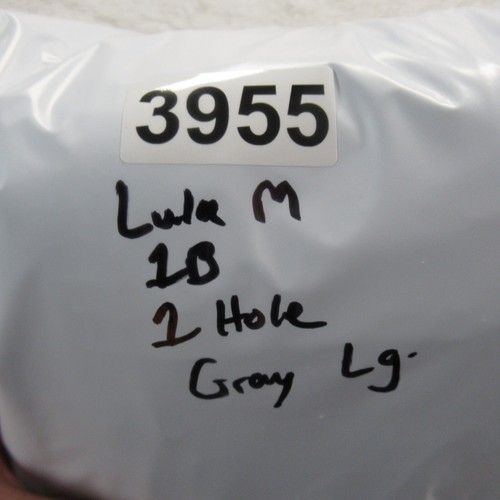 3955
Lula M
1B
1 Hole
Gray Lg.